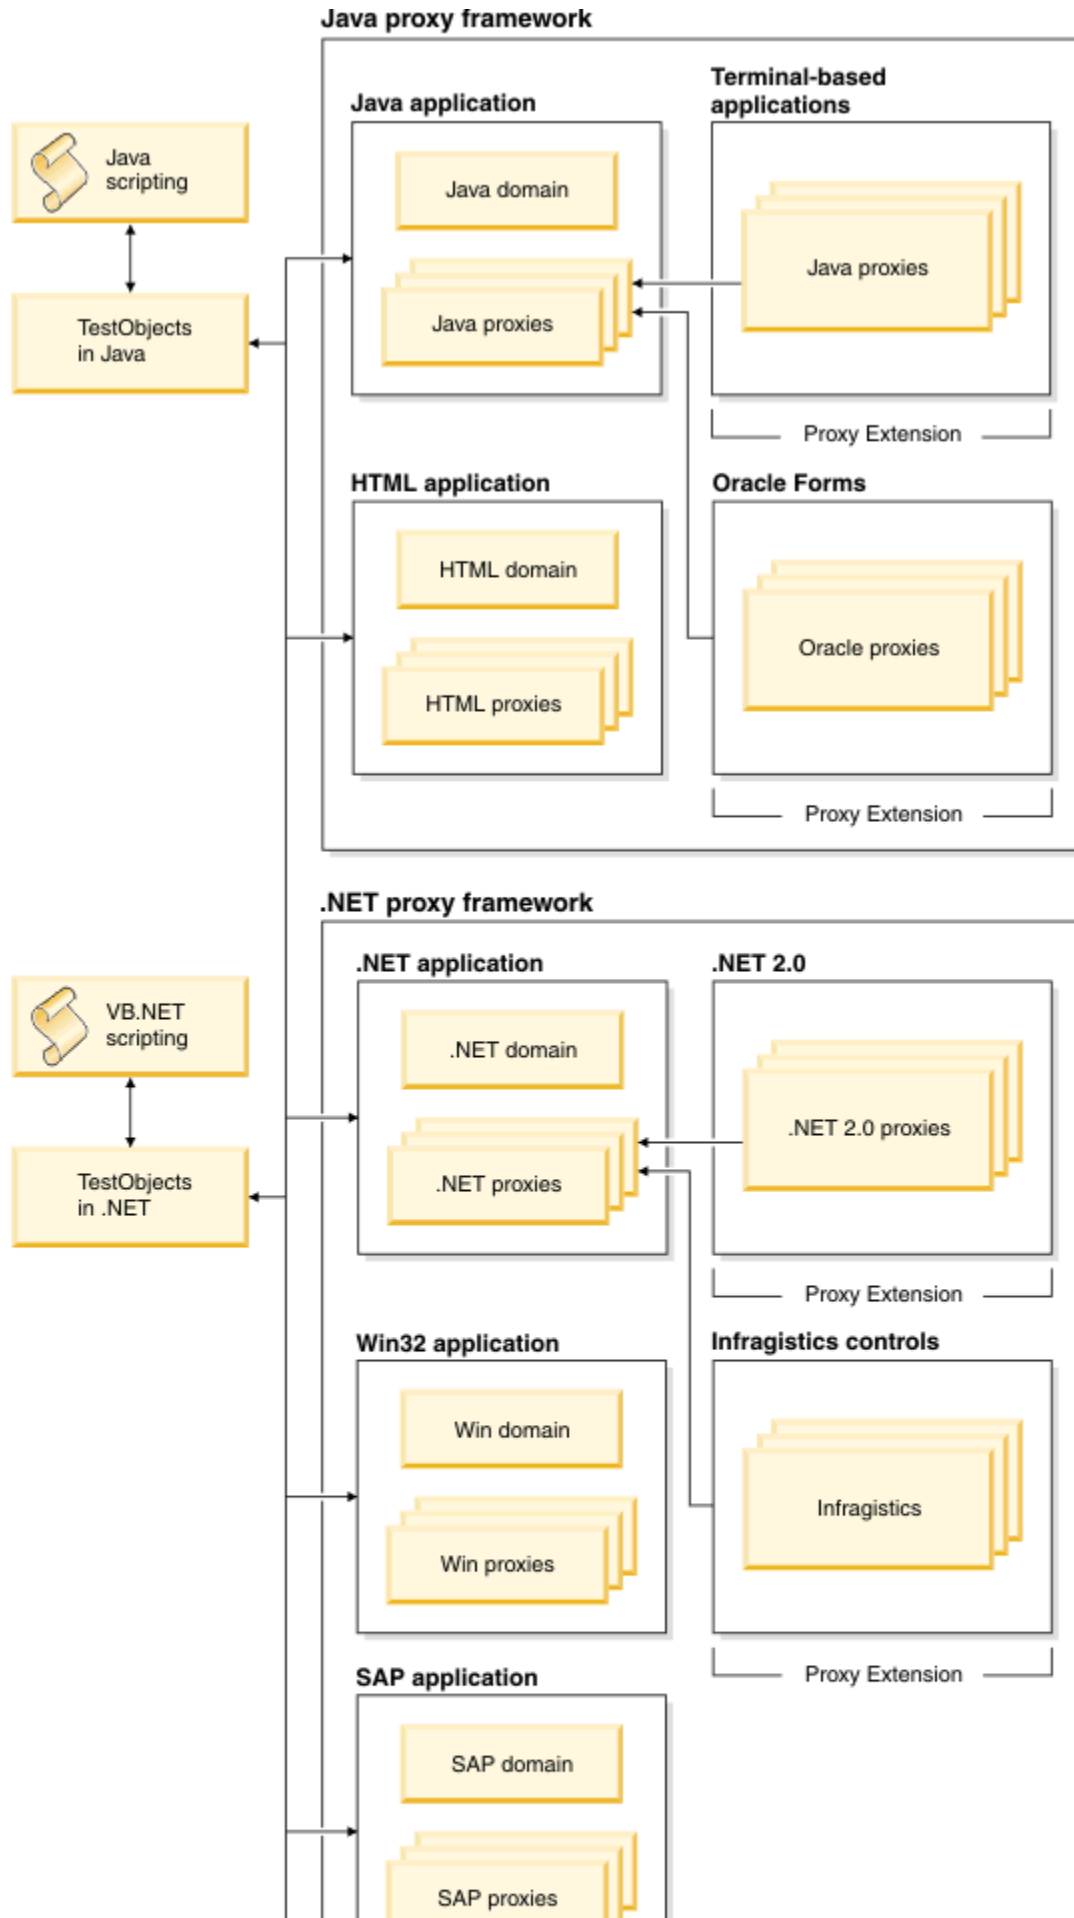 Java proxy framework
Java application
Terminal-based
applications
Java
scripting
Java domain
Java proxies
Java proxies
TestObjects
in Java
Proxy Extension
HTML application
Oracle Forms
HTML domain
Oracle proxies
HTML proxies
Proxy Extension
.NET proxy framework
.NET application
.NET 2.0
VB.NET
scripting
.NET domain
.NET 2.0 proxies
.NET proxies
TestObjects
in .NET
Proxy Extension
Win32 application
Infragistics controls
Win domain
Infragistics
Win proxies
Proxy Extension
SAP application
SAP domain
SAP proxies